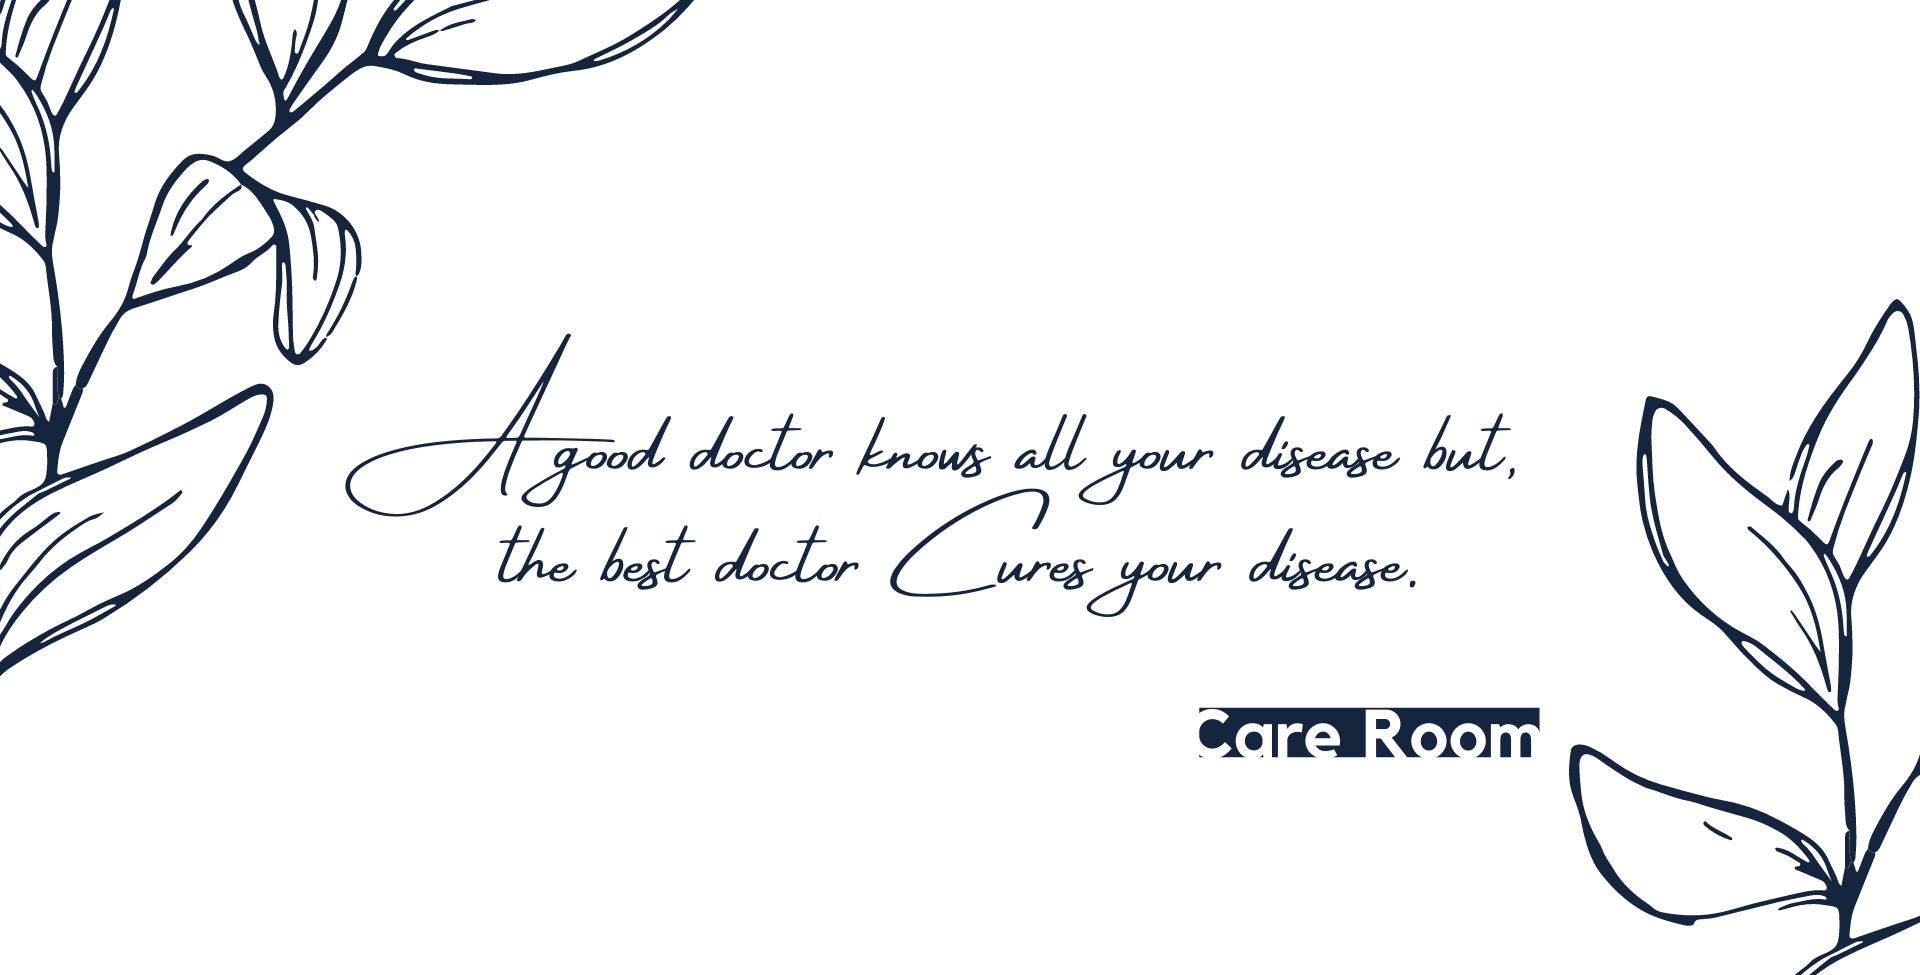 A good doctor knows all your disease but,
the best doctor Cures your disease.
Care Room